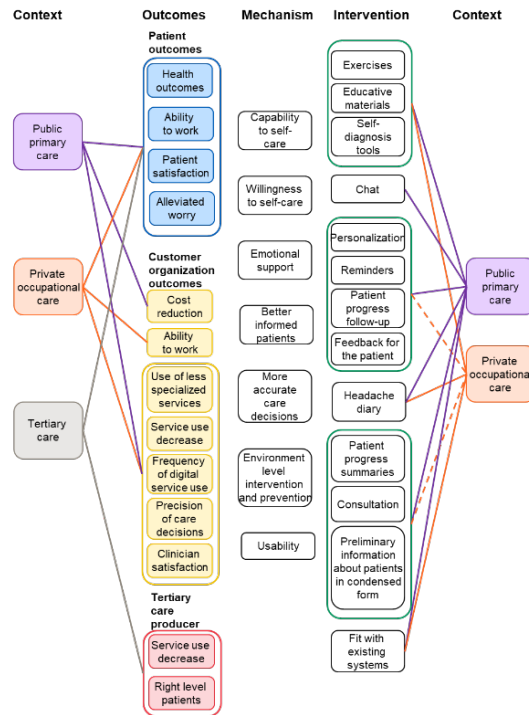 Context
Outcomes
Mechanism
Intervention
Context
Public
primary
care
Private
occupational
care
Tertiary
care
Patient
outcomes
Health
outcomes
Ability
to work
Patient
satisfaction
Alleviated
worry
Customer
organization
outcomes
Cost
reduction
Ability
to work
Use of less
specialized
services
Service use
decrease
Frequency
of digital
service use
Precision
of care
decisions
Clinician
satisfaction
Tertiary
care
producer
Service use
decrease
Right level
patients
Capability
to self-
care
Willingness
to self-care
Emotional
support
Better
informed
patients
More
accurate
care
decisions
Environment
level
intervention
and prevention
Usability
Exercises
Educative
materials
Self-
diagnosis
tools
Chat
Personalization
Reminders
Patient
progress
follow-up
Feedback for
the patient
Headache
diary
Patient
progress
summaries
Consultation
Preliminary
information
about patients
in condensed
form
Fit with
existing
systems
Public
primary
care
Private
occupationa
care